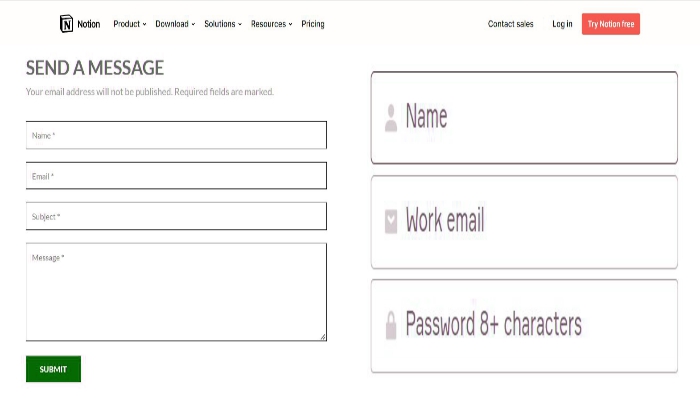 Notion Product Download Solutions Resources Pricing Contact sales Log in Try Notion free
SEND A MESSAGE
Your email address will not be published. Required fields are marked.
Name *
Email *
Subject *
Message *
SUBMIT
Name
Work email
Password 8+ characters